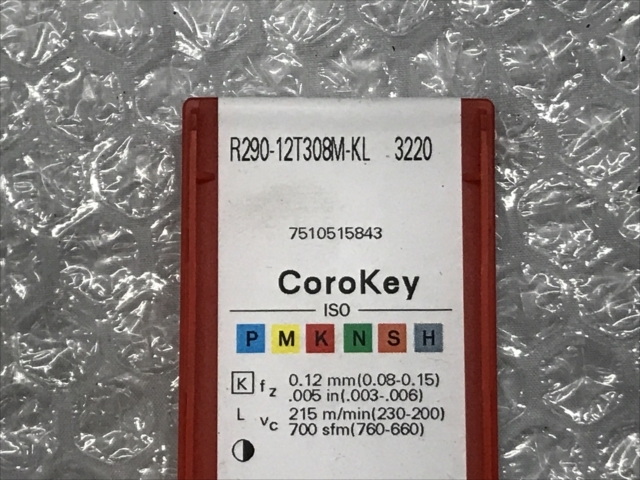 R290-12T308M-KL 3220
7510515843
CoroKey
ISO
P M K N S H
K fz 0.12 mm(0.08-0.15)
.005 in(.003-.006)
L vc 215 m/min(230-200)
700 sfm(760-660)